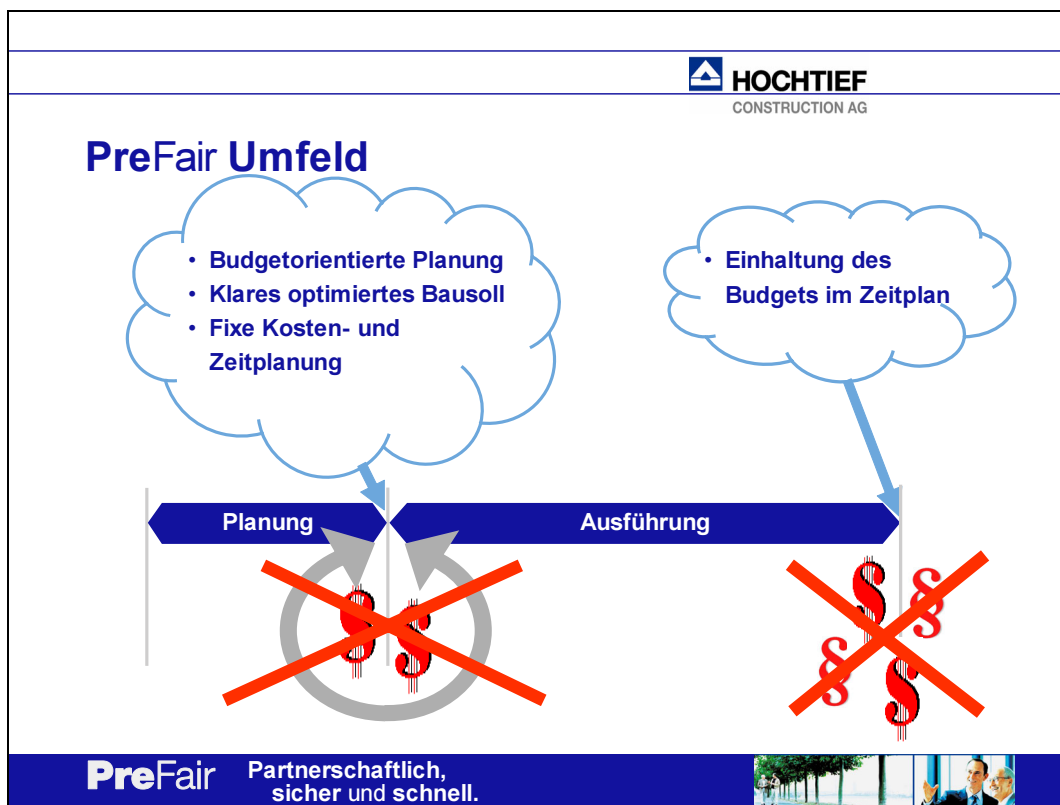 HOCHTIEF
CONSTRUCTION AG
PreFair Umfeld
• Budgetorientierte Planung
• Klares optimiertes Bausoll
• Fixe Kosten- und
Zeitplanung
• Einhaltung des
Budgets im Zeitplan
Planung
Ausführung
$ $
$ §
§ $
PreFair Partnerschaftlich,
sicher und schnell.